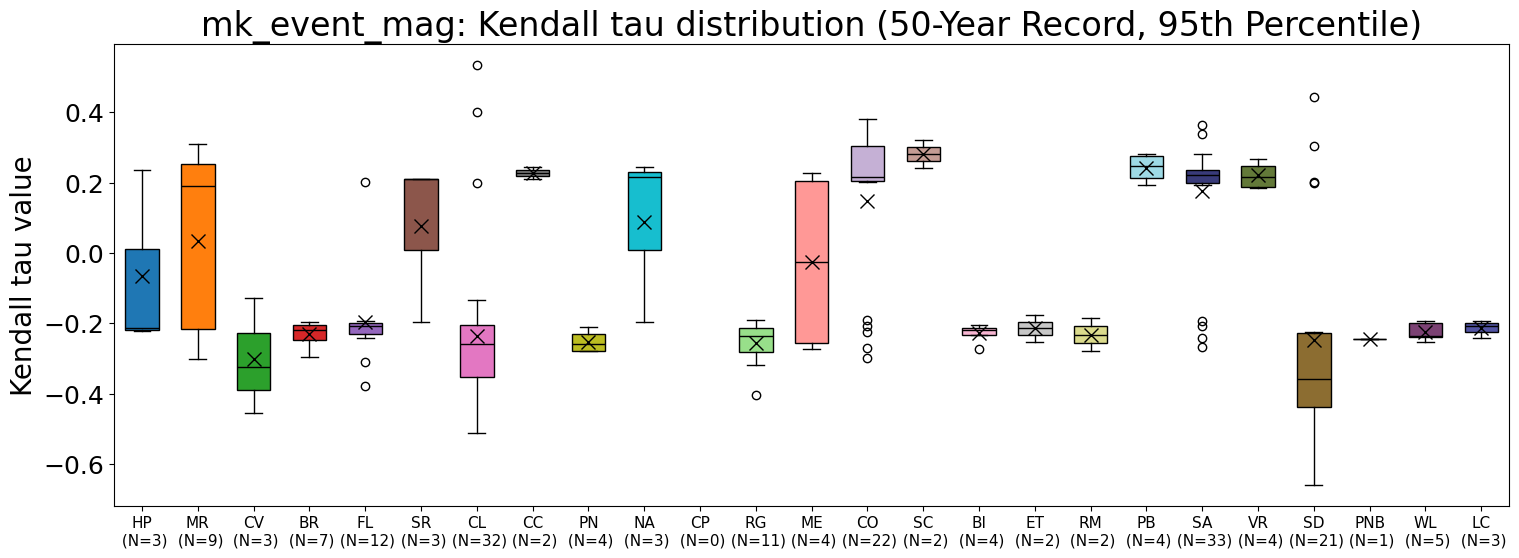 mk_event_mag: Kendall tau distribution (50-Year Record, 95th Percentile)
Kendall tau value
0.4
0.2
0.0
−0.2
−0.4
−0.6
HP MR CV BR FL SR CL CC PN NA CP RG ME CO SC BI ET RM PB SA VR SD PNB WL LC
(N=3) (N=9) (N=3) (N=7) (N=12) (N=3) (N=32) (N=2) (N=4) (N=3) (N=0) (N=11) (N=4) (N=22) (N=2) (N=4) (N=2) (N=2) (N=4) (N=33) (N=4) (N=21) (N=1) (N=5) (N=3)